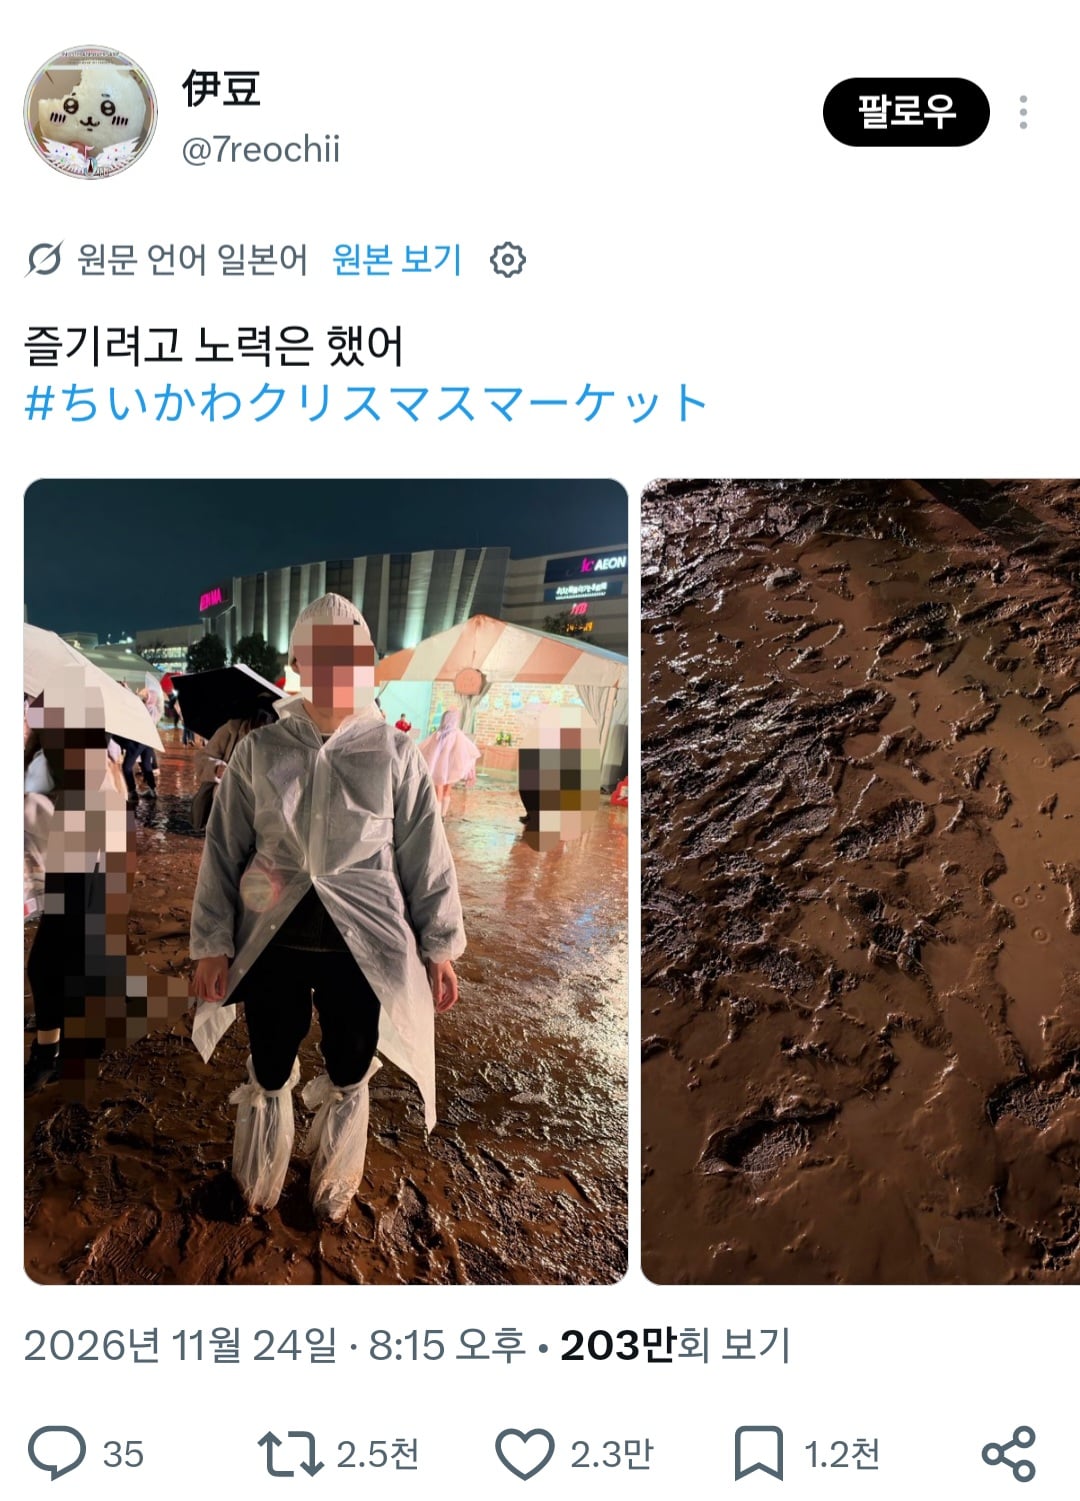 伊豆
@7reochii
팔로우
원문 언어 일본어 원본 보기
즐기려고 노력은 했어
#ちいかわクリスマスマーケット
AEON
2026년 11월 24일 · 8:15 오후 · 203만회 보기
35
2.5천
2.3만
1.2천